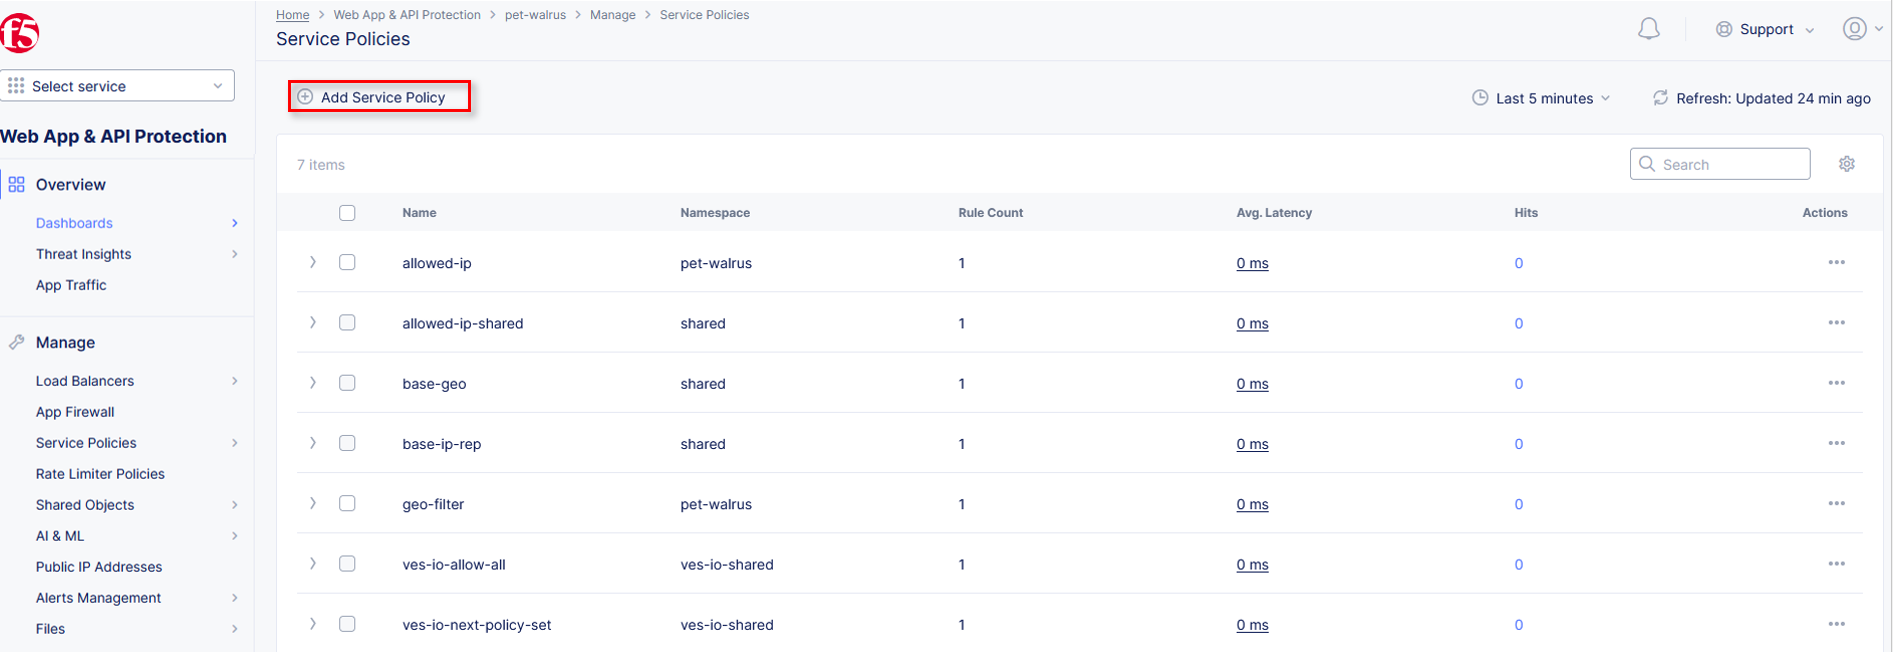 Home > Web App & API Protection > pet-walrus > Manage > Service Policies
Service Policies
f5
Support
Select service
Add Service Policy
Last 5 minutes
Refresh: Updated 24 min ago
Web App & API Protection
Overview
Dashboards
Threat Insights
App Traffic
Manage
Load Balancers
App Firewall
Service Policies
Rate Limiter Policies
Shared Objects
AI & ML
Public IP Addresses
Alerts Management
Files
7 items
Search
Name Namespace Rule Count Avg. Latency Hits Actions
allowed-ip pet-walrus 1 0 ms 0
allowed-ip-shared shared 1 0 ms 0
base-geo shared 1 0 ms 0
base-ip-rep shared 1 0 ms 0
geo-filter pet-walrus 1 0 ms 0
ves-io-allow-all ves-io-shared 1 0 ms 0
ves-io-next-policy-set ves-io-shared 1 0 ms 0